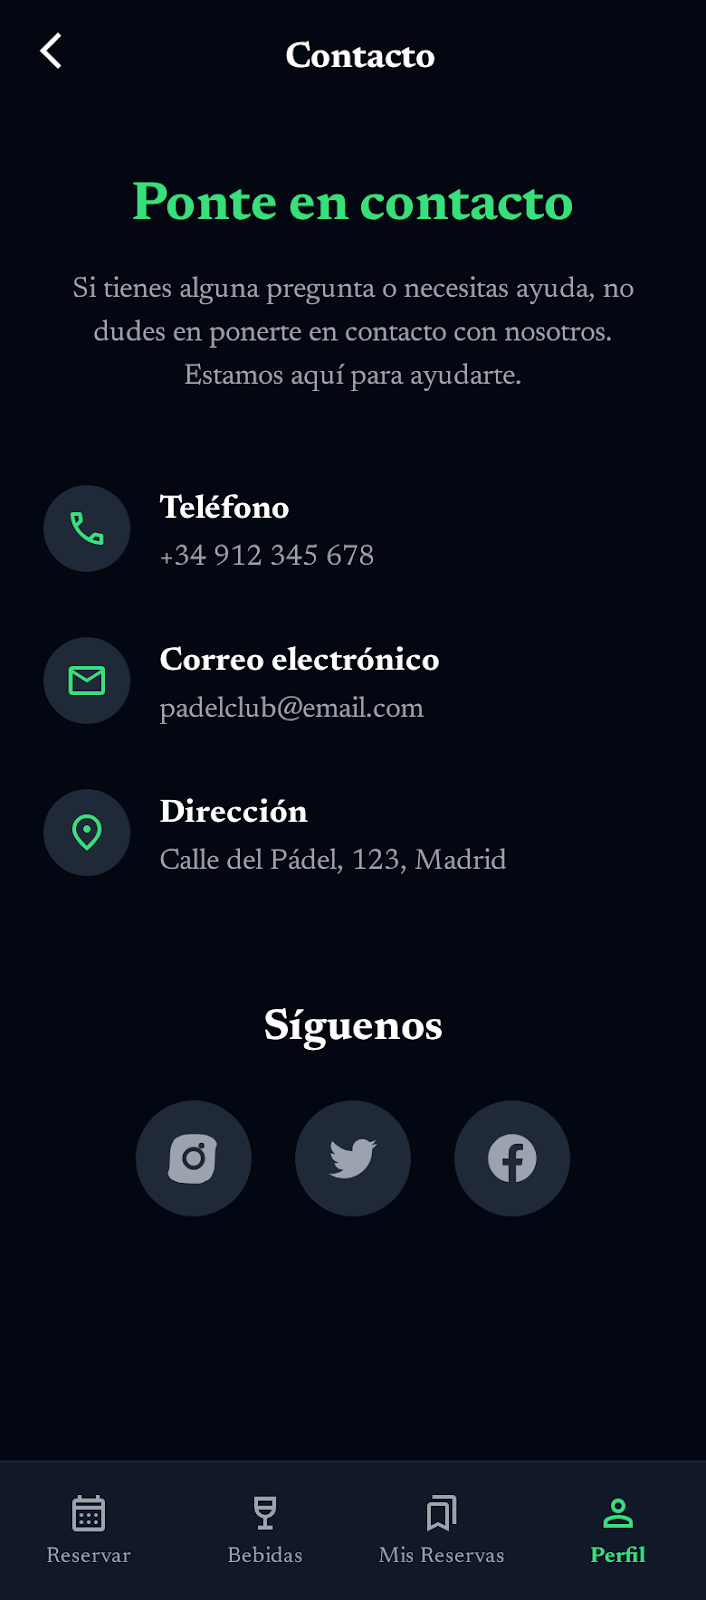 Contacto
Ponte en contacto
Si tienes alguna pregunta o necesitas ayuda, no
dudes en ponerte en contacto con nosotros.
Estamos aquí para ayudarte.
Teléfono
+34 912 345 678
Correo electrónico
padelclub@email.com
Dirección
Calle del Pádel, 123, Madrid
Síguenos
Reservar
Bebidas
Mis Reservas
Perfil